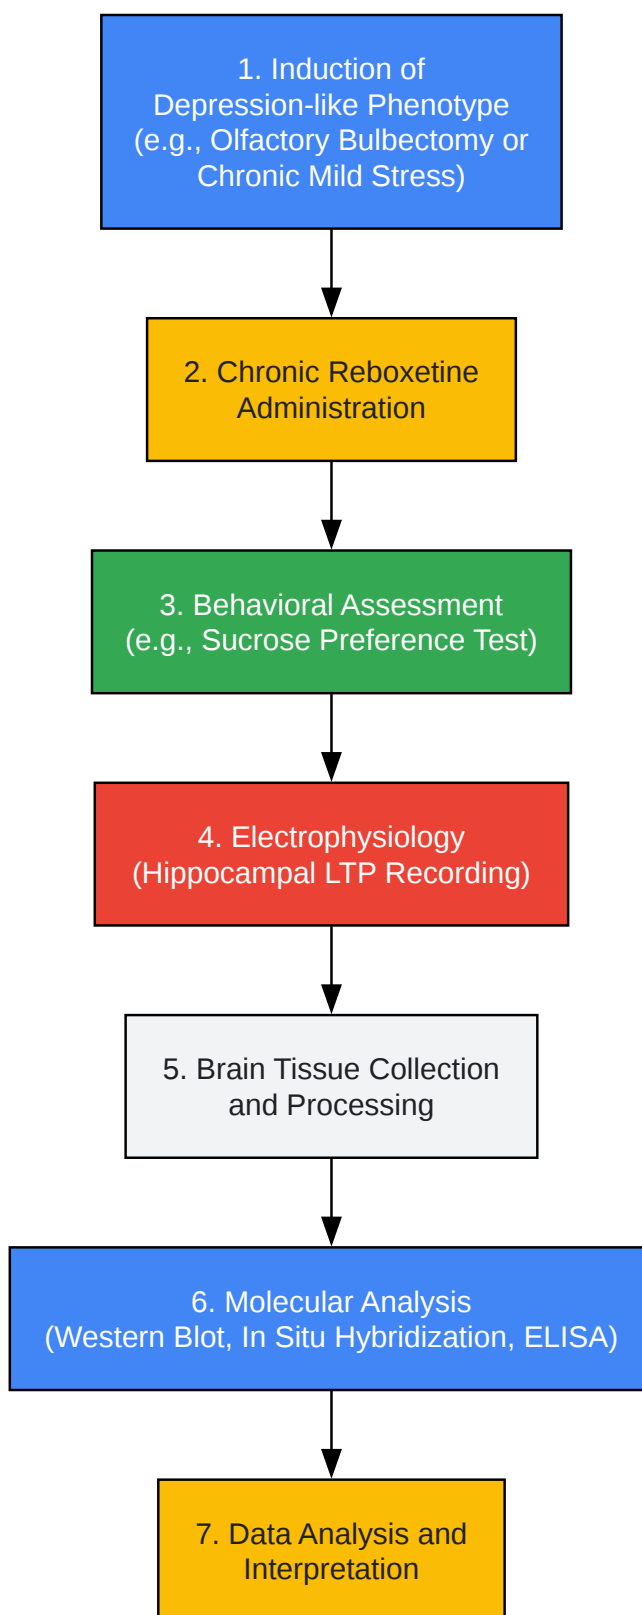 1. Induction of
Depression-like Phenotype
(e.g., Olfactory Bulbectomy or
Chronic Mild Stress)
2. Chronic Reboxetine
Administration
3. Behavioral Assessment
(e.g., Sucrose Preference Test)
4. Electrophysiology
(Hippocampal LTP Recording)
5. Brain Tissue Collection
and Processing
6. Molecular Analysis
(Western Blot, In Situ Hybridization, ELISA)
7. Data Analysis and
Interpretation